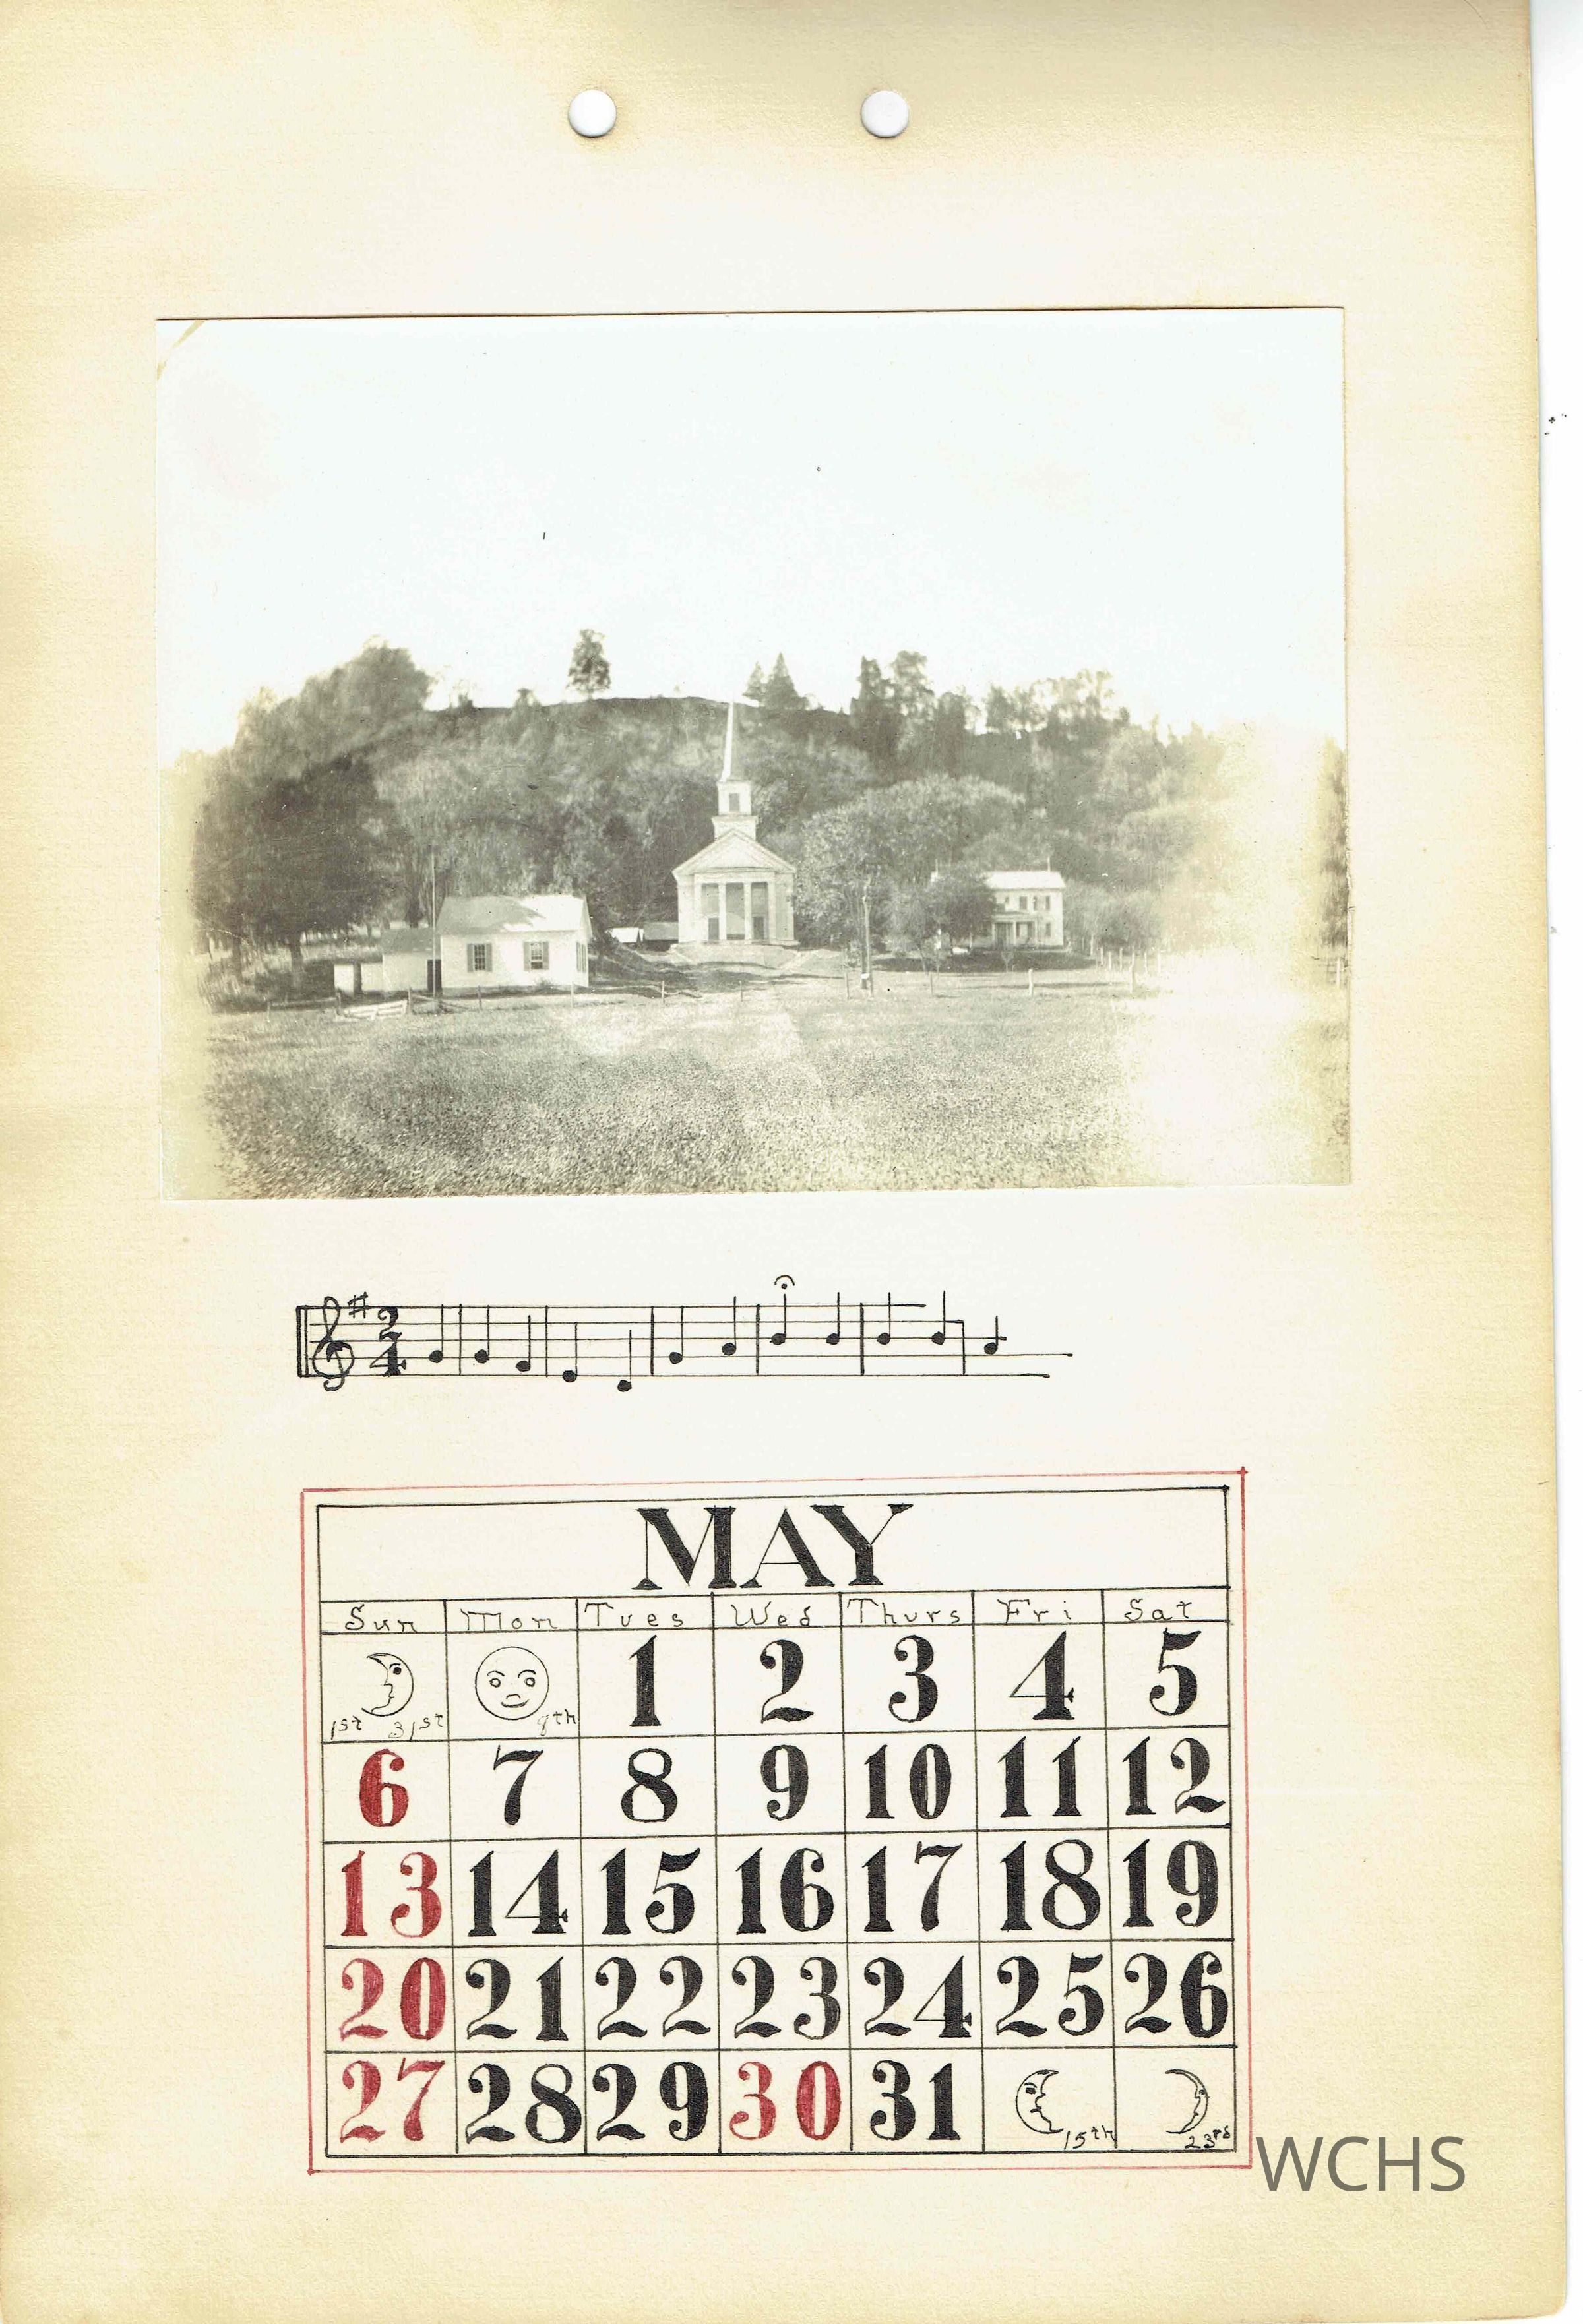 2
4
MAY
Sun Mon Tues Wed Thurs Fri Sat
1st 31st 1 2 3 4 5
6 7 8 9 10 11 12
13 14 15 16 17 18 19
20 21 22 23 24 25 26
27 28 29 30 31 15th 23rd
WCHS